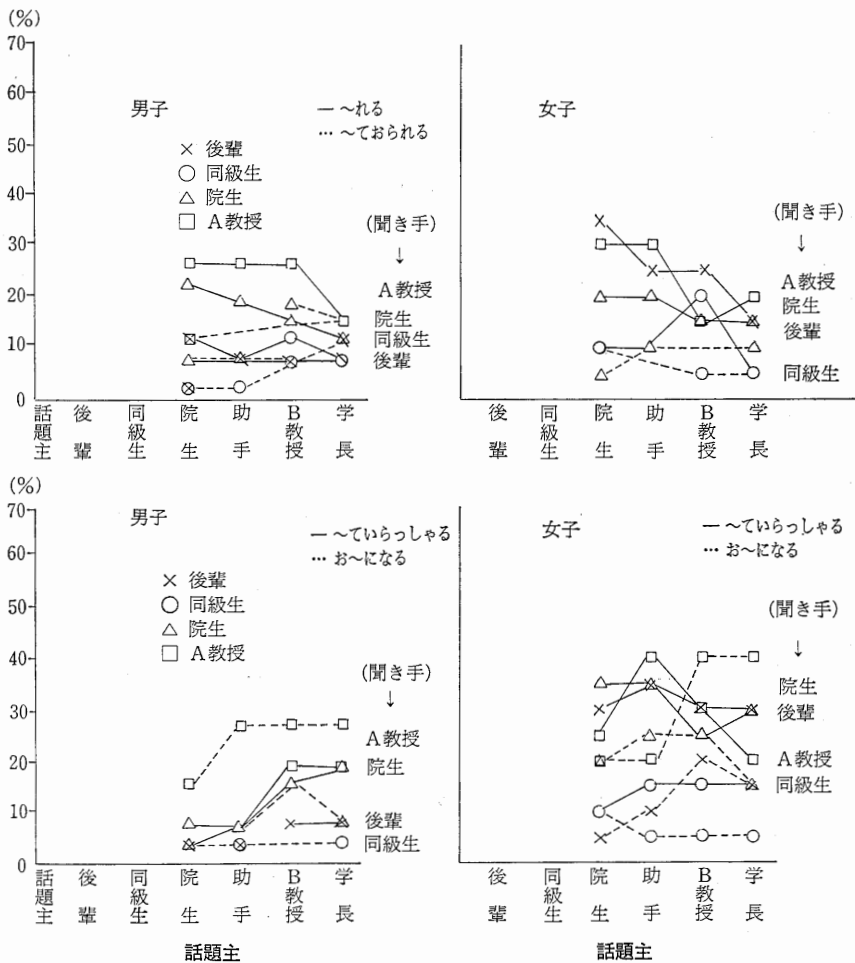 (%)
70
60
50
40
30
20
10
0
男子
― ～れる
… ～ておられる
× 後輩
○ 同級生
△ 院生
□ A教授
(聞き手)
↓
A教授
院生
同級生
後輩
話題主
後輩
同級生
院生
助手
B教授
学長
女子
(聞き手)
↓
A教授
院生
後輩
同級生
後輩
同級生
院生
助手
B教授
学長
(%)
70
60
50
40
30
20
10
0
男子
― ～ていらっしゃる
… お～になる
× 後輩
○ 同級生
△ 院生
□ A教授
(聞き手)
↓
A教授
院生
後輩
同級生
話題主
後輩
同級生
院生
助手
B教授
学長
話題主
女子
― ～ていらっしゃる
… お～になる
(聞き手)
↓
院生
後輩
A教授
同級生
後輩
同級生
院生
助手
B教授
学長
話題主